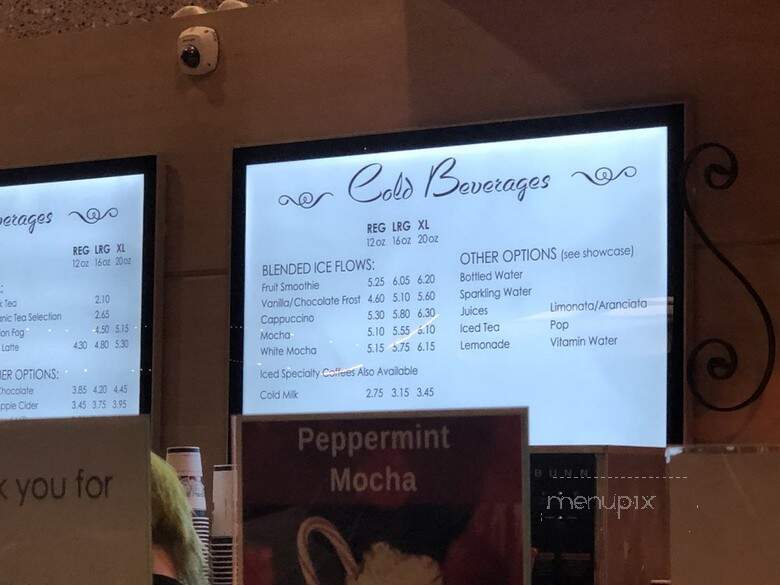 verages
REG LRG XL
12oz 16oz 20oz
Tea 2.10
nic Tea Selection 2.65
on Fog 4.50 5.15
Latte 4.30 4.80 5.30
ER OPTIONS:
Chocolate 3.85 4.20 4.45
pple Cider 3.45 3.75 3.95
Cold Beverages
REG LRG XL
12oz 16oz 20oz
BLENDED ICE FLOWS:
Fruit Smoothie 5.25 6.05 6.20
Vanilla/Chocolate Frost 4.60 5.10 5.60
Cappuccino 5.30 5.80 6.30
Mocha 5.10 5.55 6.10
White Mocha 5.15 5.75 6.15
Iced Specialty Coffees Also Available
Cold Milk 2.75 3.15 3.45
OTHER OPTIONS (see showcase)
Bottled Water
Sparkling Water
Juices Limonata/Aranciata
Iced Tea Pop
Lemonade Vitamin Water
k you for
Peppermint
Mocha
BUNN
menupix